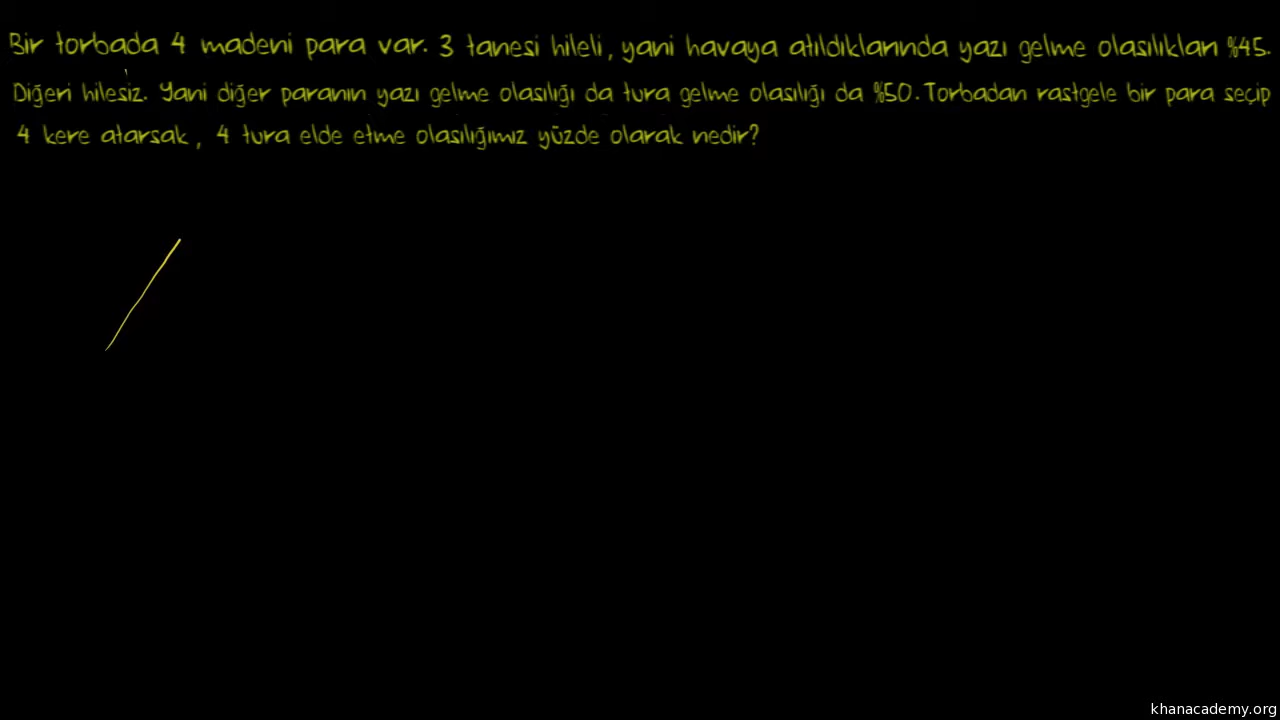 Bir torbada 4 madeni para var. 3 tanesi hileli, yani havaya atıldıklarında yazı gelme olasılıkları %45.
Diğeri hilesiz. Yani diğer paranın yazı gelme olasılığı da tura gelme olasılığı da %50. Torbadan rastgele bir para seçip
4 kere atarsak, 4 tura elde etme olasılığımız yüzde olarak nedir?
khanacademy.org